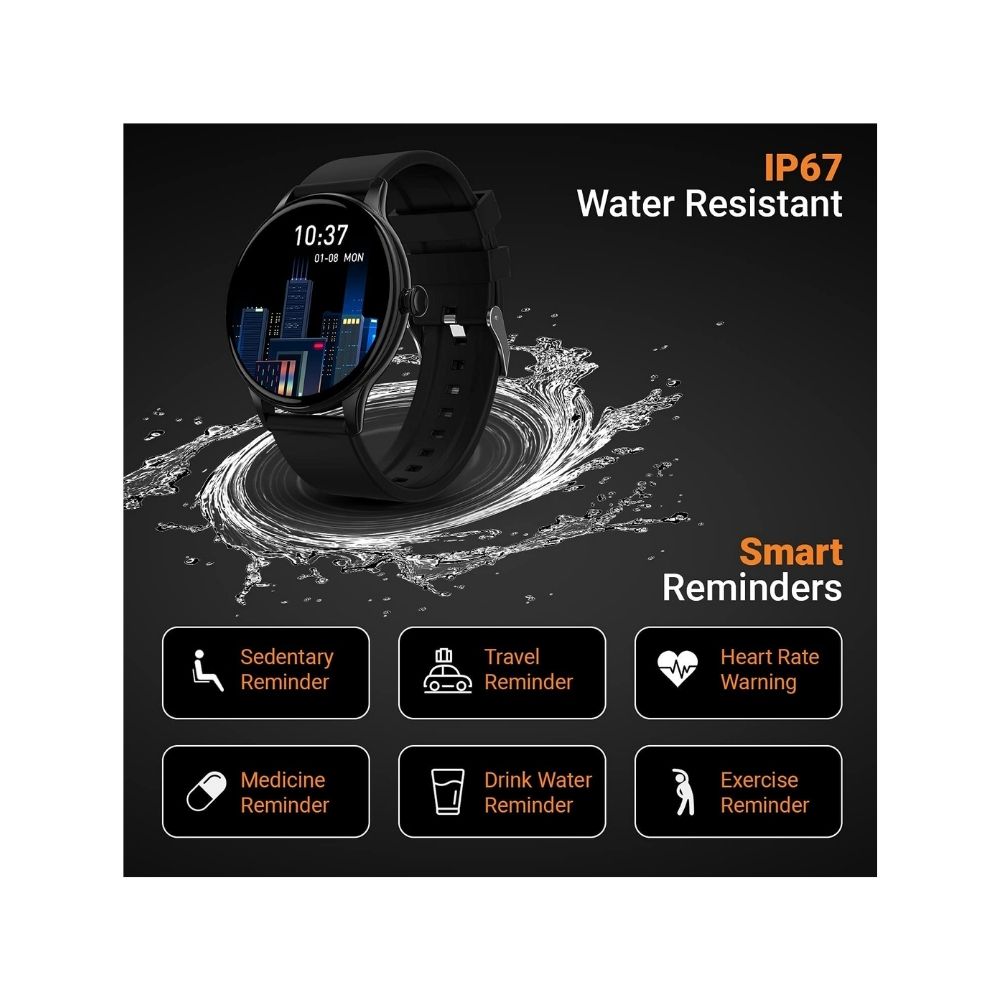 IP67
Water Resistant
10:37
01-08 MON
Smart
Reminders
Sedentary
Reminder
Travel
Reminder
Heart Rate
Warning
Medicine
Reminder
Drink Water
Reminder
Exercise
Reminder